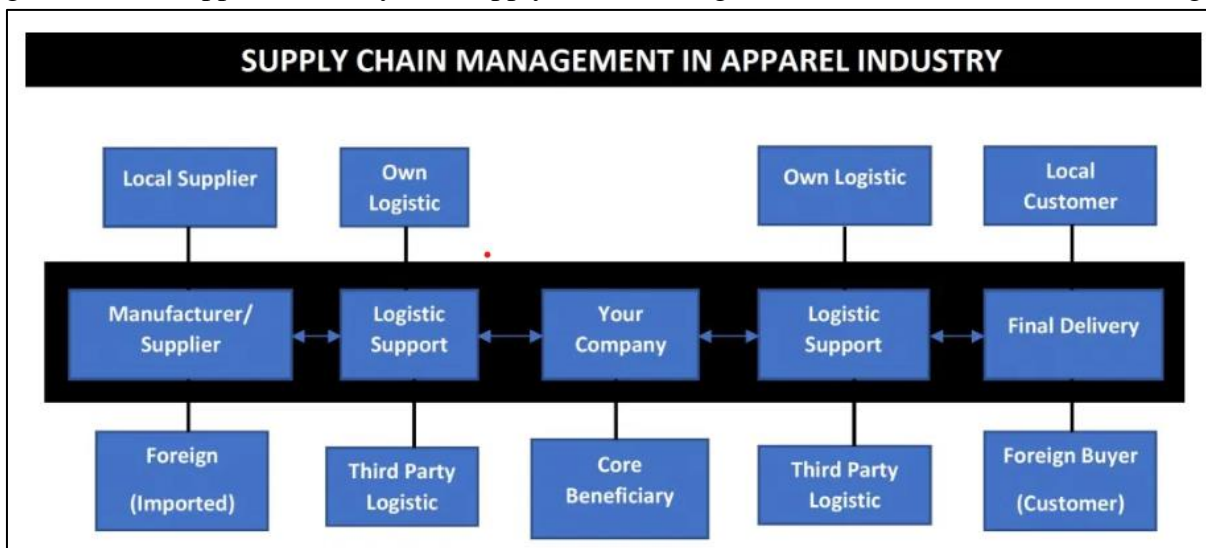 SUPPLY CHAIN MANAGEMENT IN APPAREL INDUSTRY
Local Supplier
Own
Logistic
Own Logistic
Local
Customer
Manufacturer/
Supplier
Logistic
Support
Your
Company
Logistic
Support
Final Delivery
Foreign
(Imported)
Third Party
Logistic
Core
Beneficiary
Third Party
Logistic
Foreign Buyer
(Customer)